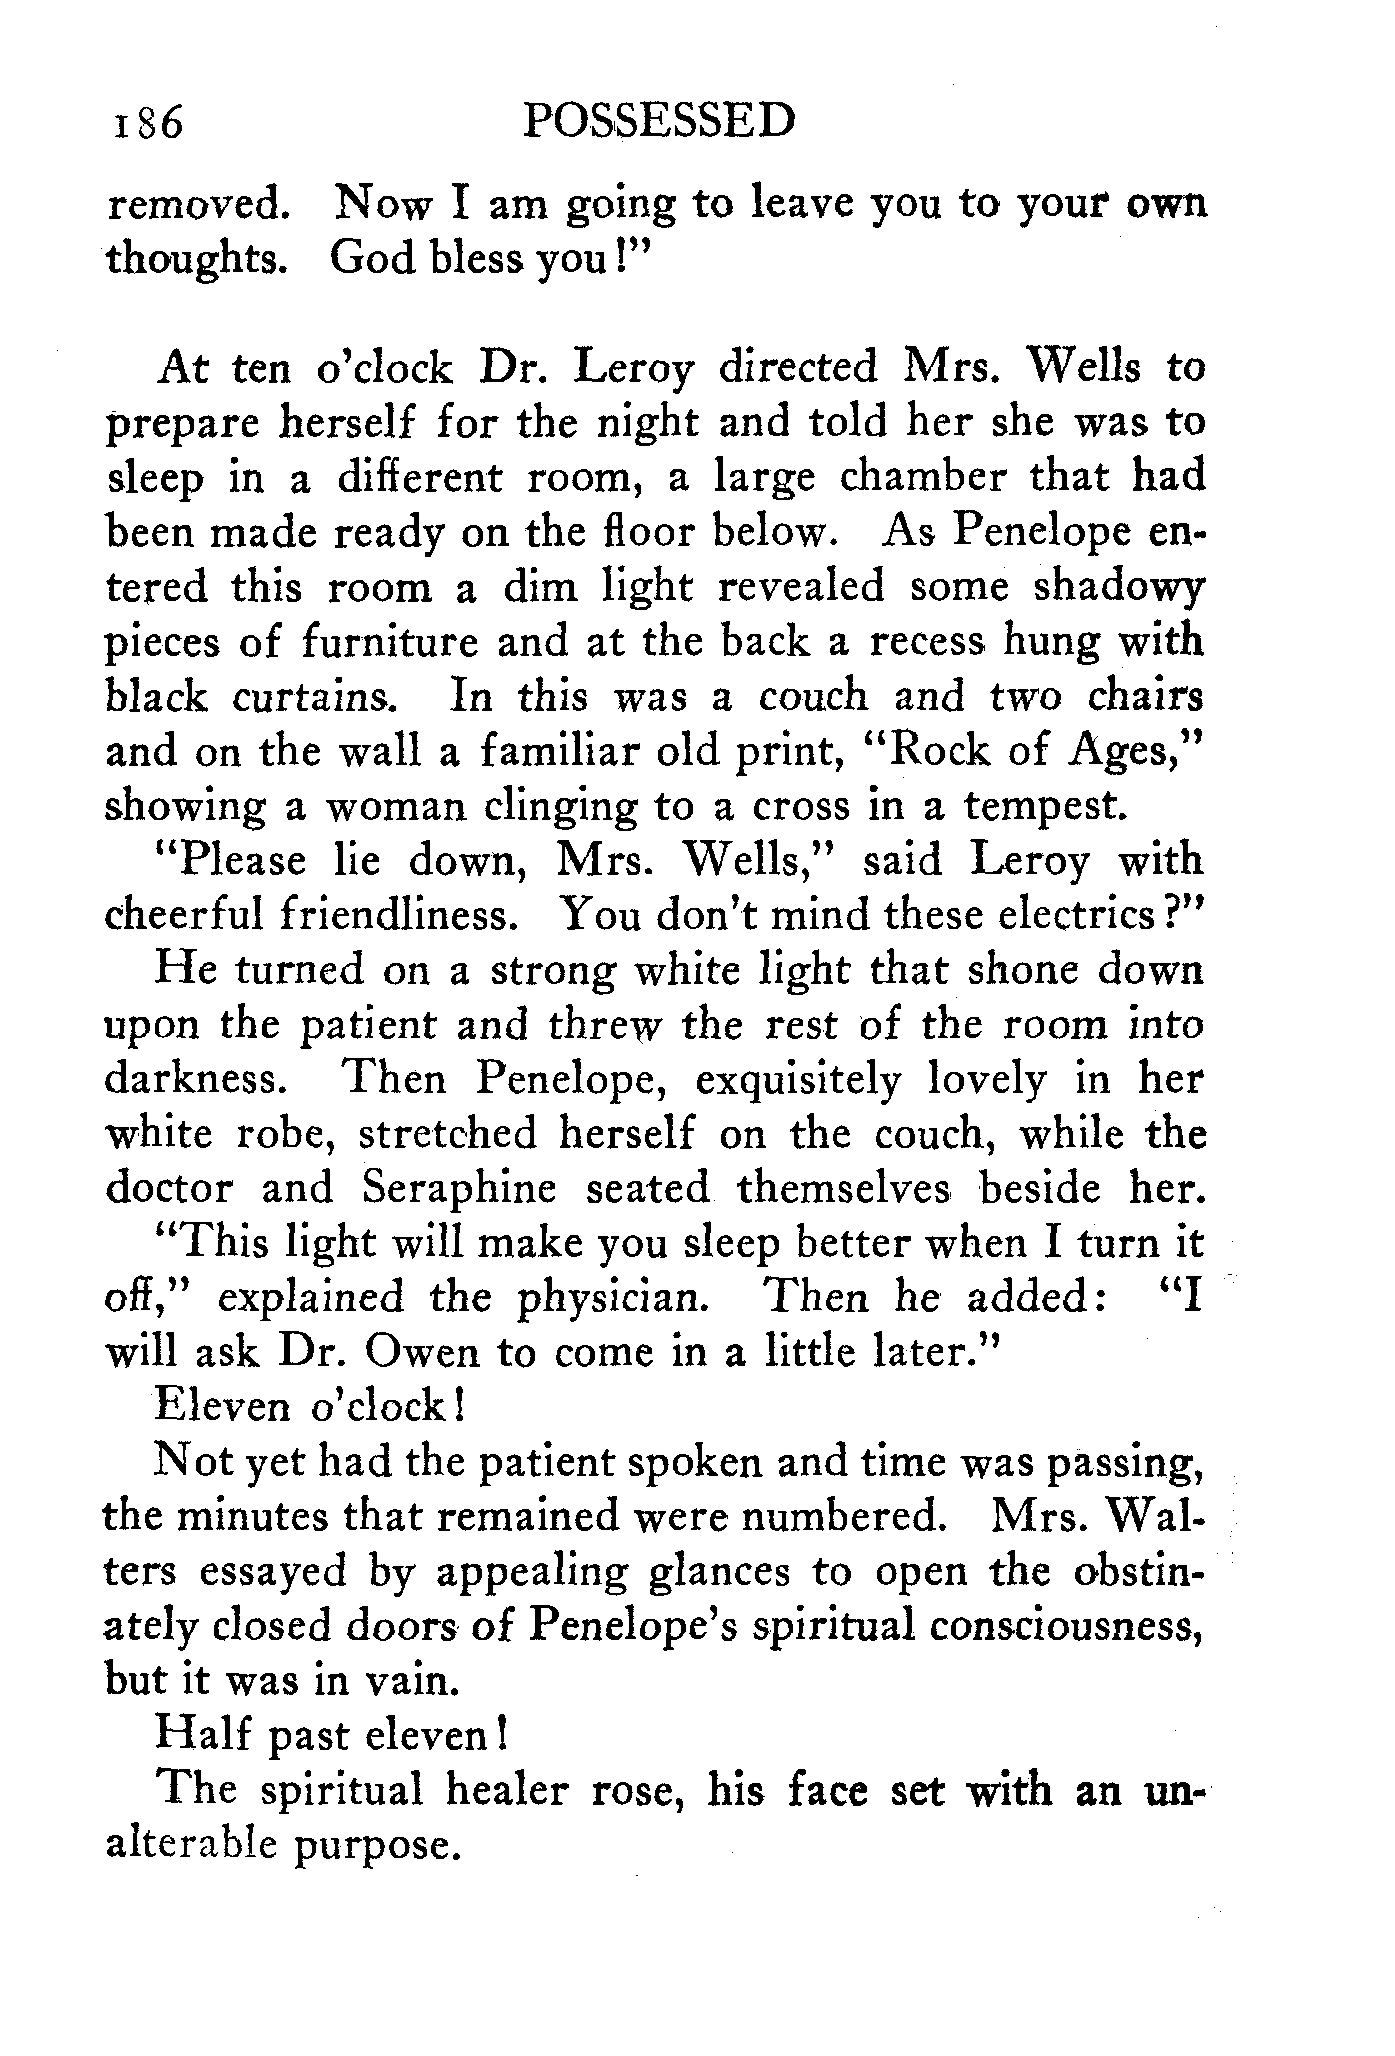 186 POSSESSED
removed. Now I am going to leave you to your own
thoughts. God bless you!”
At ten o’clock Dr. Leroy directed Mrs. Wells to
prepare herself for the night and told her she was to
sleep in a different room, a large chamber that had
been made ready on the floor below. As Penelope en-
tered this room a dim light revealed some shadowy
pieces of furniture and at the back a recess hung with
black curtains. In this was a couch and two chairs
and on the wall a familiar old print, “Rock of Ages,”
showing a woman clinging to a cross in a tempest.
“Please lie down, Mrs. Wells,” said Leroy with
cheerful friendliness. You don’t mind these electrics?”
He turned on a strong white light that shone down
upon the patient and threw the rest of the room into
darkness. Then Penelope, exquisitely lovely in her
white robe, stretched herself on the couch, while the
doctor and Seraphine seated themselves beside her.
“This light will make you sleep better when I turn it
off,” explained the physician. Then he added: “I
will ask Dr. Owen to come in a little later.”
Eleven o’clock!
Not yet had the patient spoken and time was passing,
the minutes that remained were numbered. Mrs. Wal-
ters essayed by appealing glances to open the obstin-
ately closed doors of Penelope’s spiritual consciousness,
but it was in vain.
Half past eleven!
The spiritual healer rose, his face set with an un-
alterable purpose.